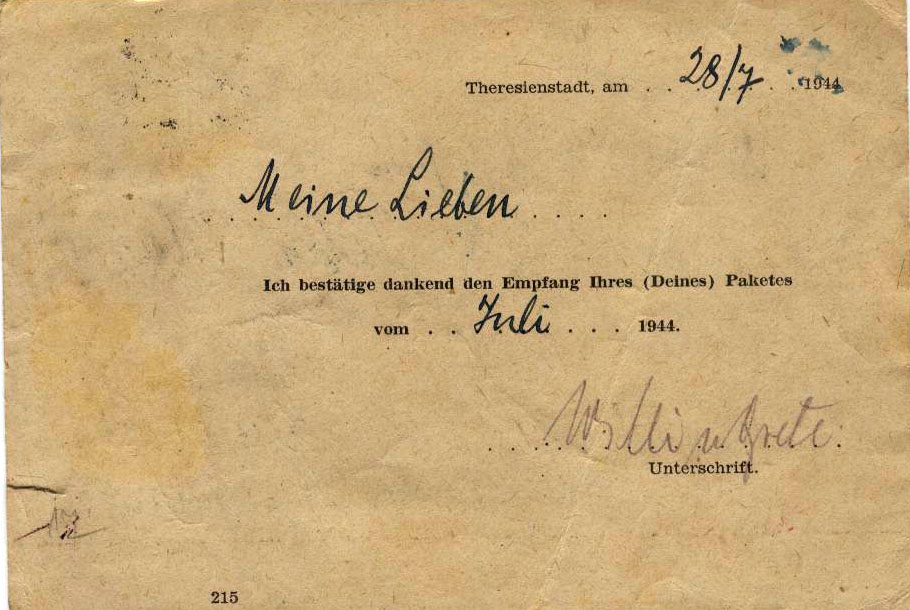 Theresienstadt, am . . 28/7 . . 1944
Meine Lieben . . . .
Ich bestätige dankend den Empfang Ihres (Deines) Paketes
vom . . Juli . . . 1944.
Willi u Grete.
Unterschrift.
215